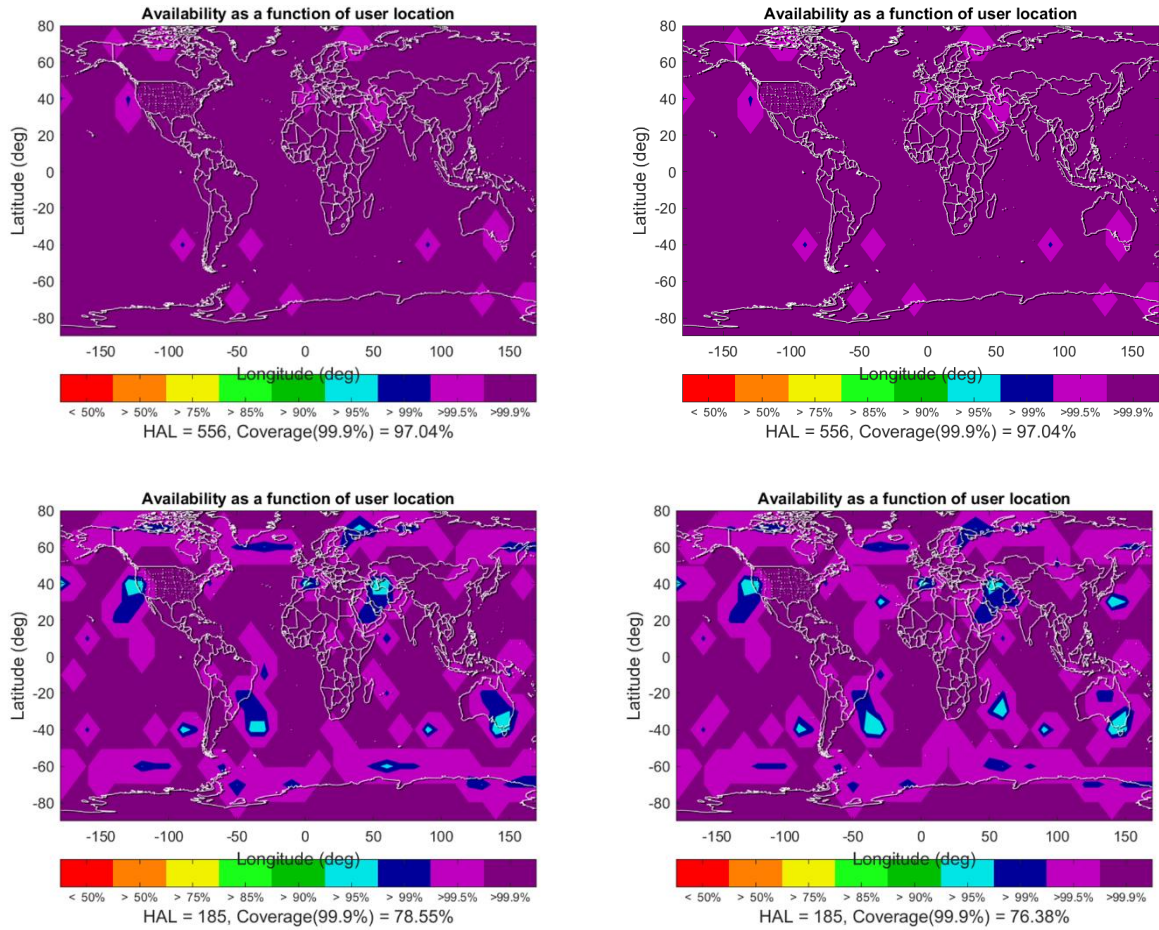 Availability as a function of user location
80
60
40
20
0
-20
-40
-60
-80
Latitude (deg)
-150 -100 -50 0 50 100 150
Longitude (deg)
< 50% > 50% > 75% > 85% > 90% > 95% > 99% >99.5% >99.9%
HAL = 556, Coverage(99.9%) = 97.04%
Availability as a function of user location
80
60
40
20
0
-20
-40
-60
-80
Latitude (deg)
-150 -100 -50 0 50 100 150
Longitude (deg)
< 50% > 50% > 75% > 85% > 90% > 95% > 99% >99.5% >99.9%
HAL = 556, Coverage(99.9%) = 97.04%
Availability as a function of user location
80
60
40
20
0
-20
-40
-60
-80
Latitude (deg)
-150 -100 -50 0 50 100 150
Longitude (deg)
< 50% > 50% > 75% > 85% > 90% > 95% > 99% >99.5% >99.9%
HAL = 185, Coverage(99.9%) = 78.55%
Availability as a function of user location
80
60
40
20
0
-20
-40
-60
-80
Latitude (deg)
-150 -100 -50 0 50 100 150
Longitude (deg)
< 50% > 50% > 75% > 85% > 90% > 95% > 99% >99.5% >99.9%
HAL = 185, Coverage(99.9%) = 76.38%